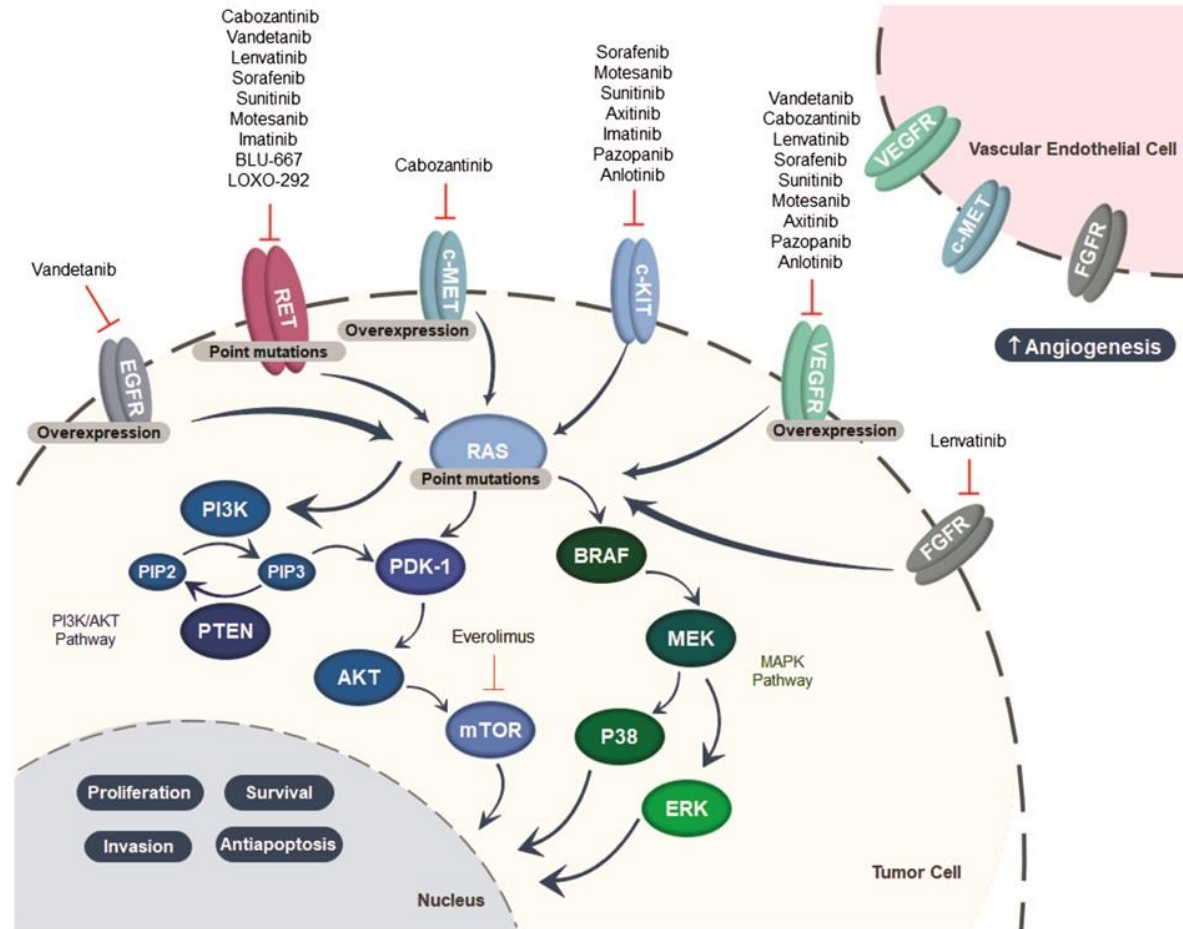 Cabozantinib
Vandetanib
Lenvatinib
Sorafenib
Sunitinib
Motesanib
Imatinib
BLU-667
LOXO-292
Sorafenib
Motesanib
Sunitinib
Axitinib
Imatinib
Pazopanib
Anlotinib
Cabozantinib
Vandetanib
Cabozantinib
Lenvatinib
Sorafenib
Sunitinib
Motesanib
Axitinib
Pazopanib
Anlotinib
VEGFR
Vascular Endothelial Cell
c-MET
FGFR
↑ Angiogenesis
Vandetanib
EGFR
Overexpression
RET
Point mutations
c-MET
Overexpression
c-KIT
VEGFR
Overexpression
Lenvatinib
FGFR
RAS
Point mutations
PI3K
PIP2
PIP3
PDK-1
BRAF
PTEN
PI3K/AKT
Pathway
Everolimus
MEK
MAPK
Pathway
AKT
mTOR
P38
ERK
Proliferation
Survival
Invasion
Antiapoptosis
Nucleus
Tumor Cell